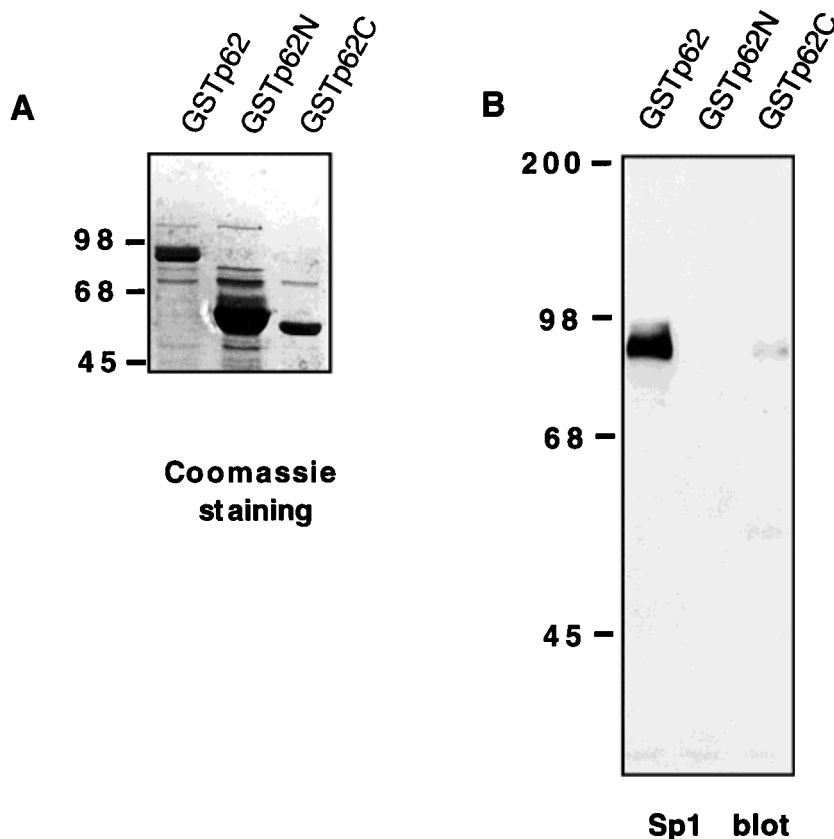 A
GSTp62
GSTp62N
GSTp62C
98
68
45
Coomassie
staining
B
GSTp62
GSTp62N
GSTp62C
200
98
68
45
Sp1 blot